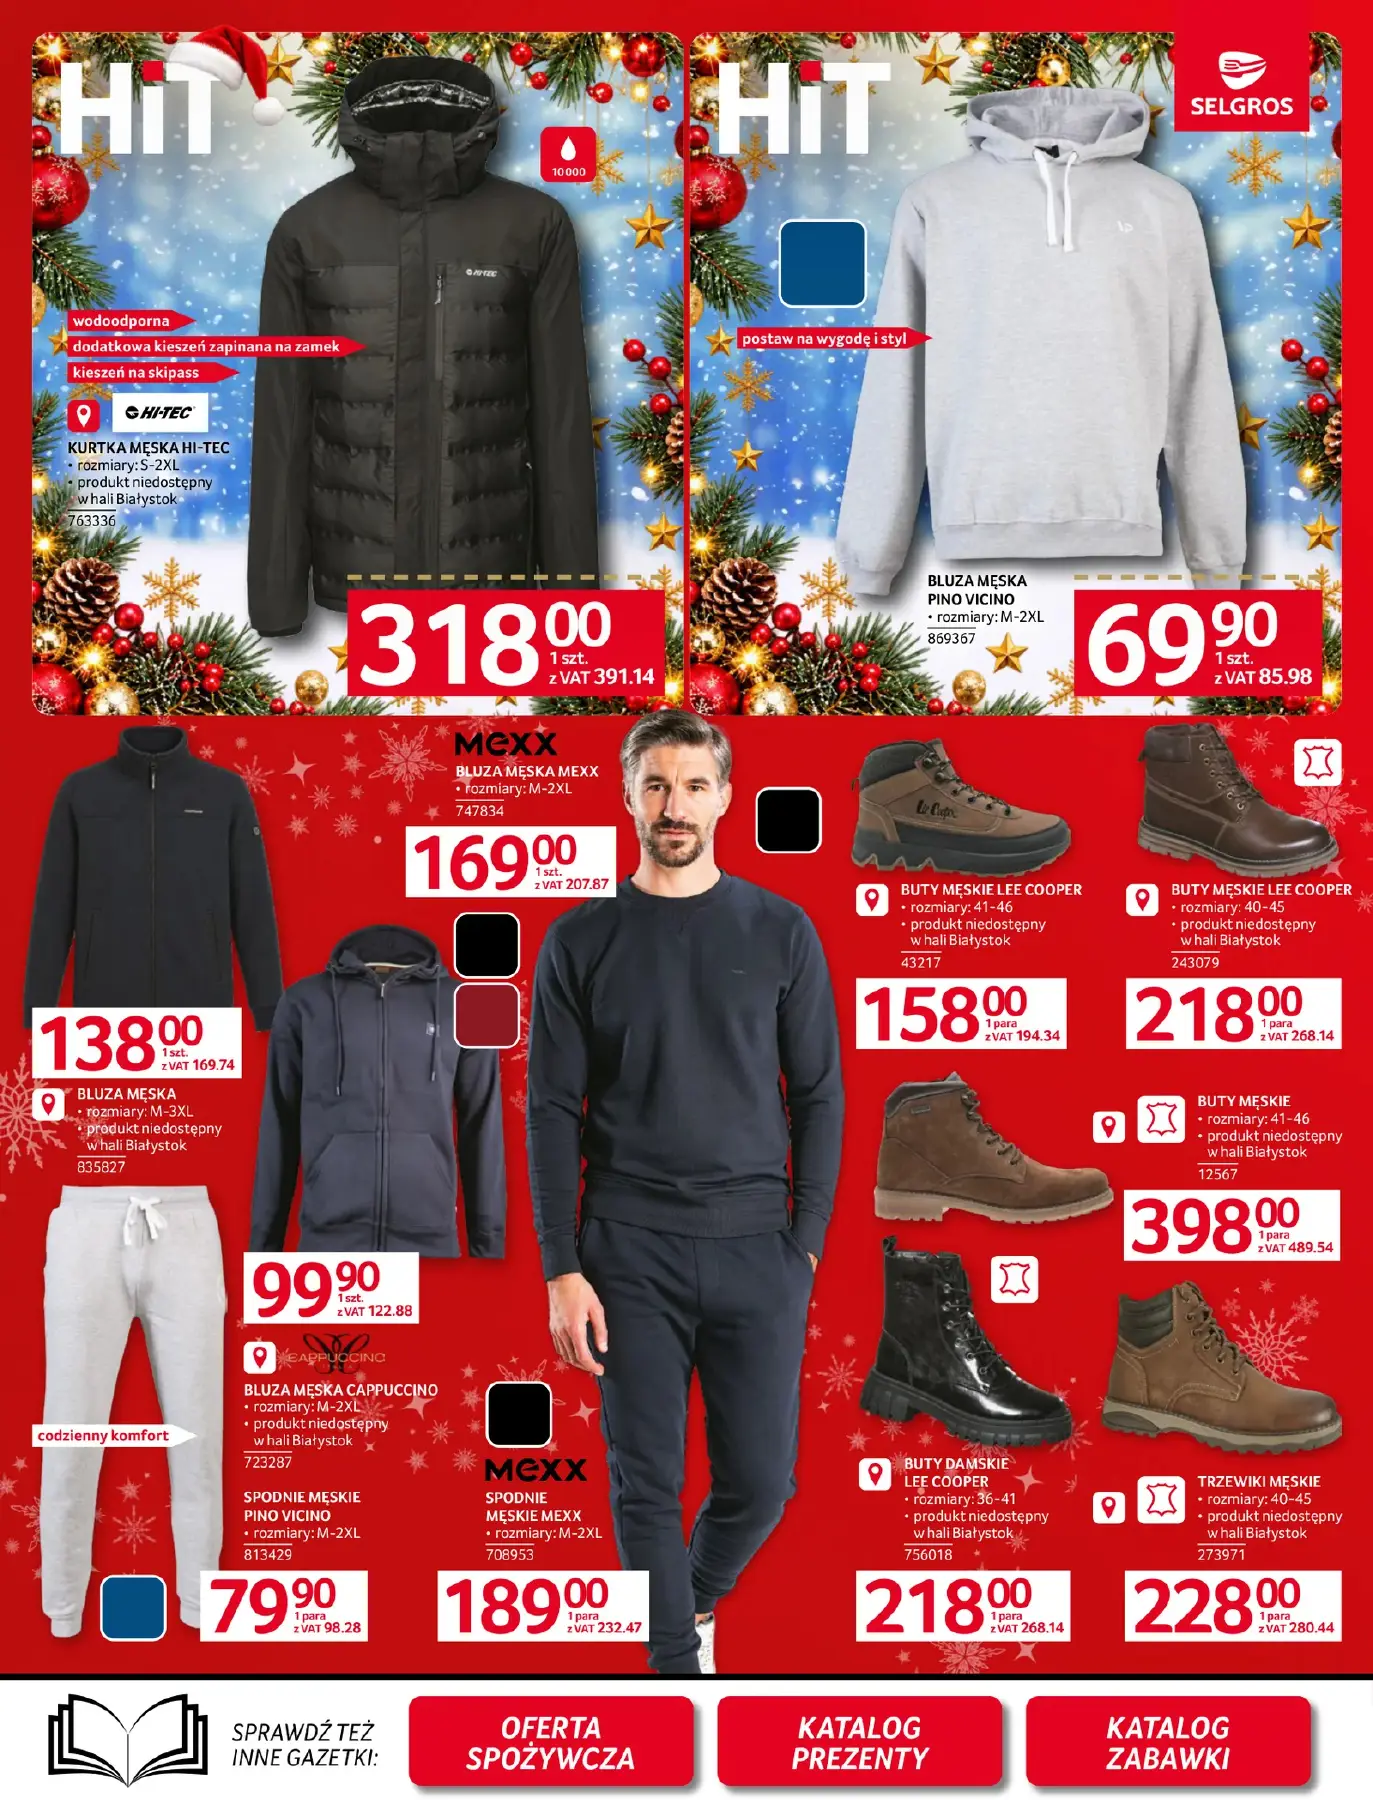 HiT
10 000
wodoodporna
dodatkowa kieszeń zapinana na zamek
kieszeń na skipass
HI-TEC
HI-TEC
KURTKA MĘSKA HI-TEC
• rozmiary: S-2XL
• produkt niedostępny
w hali Białystok
763336
318 00
1 szt.
z VAT 391.14
HiT
SELGROS
postaw na wygodę i styl
BLUZA MĘSKA
PINO VICINO
• rozmiary: M-2XL
869367
69 90
1 szt.
z VAT 85.98
MEXX
BLUZA MĘSKA MEXX
• rozmiary: M-2XL
747834
169 00
1 szt.
z VAT 207.87
138 00
1 szt.
z VAT 169.74
BLUZA MĘSKA
• rozmiary: M-3XL
• produkt niedostępny
w hali Białystok
835827
99 90
1 szt.
z VAT 122.88
CAPPUCCINO
BLUZA MĘSKA CAPPUCCINO
• rozmiary: M-2XL
• produkt niedostępny
w hali Białystok
723287
codzienny komfort
SPODNIE MĘSKIE
PINO VICINO
• rozmiary: M-2XL
813429
79 90
1 para
z VAT 98.28
MEXX
SPODNIE
MĘSKIE MEXX
• rozmiary: M-2XL
708953
189 00
1 para
z VAT 232.47
Lee Cooper
BUTY MĘSKIE LEE COOPER
• rozmiary: 41-46
• produkt niedostępny
w hali Białystok
43217
158 00
1 para
z VAT 194.34
BUTY MĘSKIE LEE COOPER
• rozmiary: 40-45
• produkt niedostępny
w hali Białystok
243079
218 00
1 para
z VAT 268.14
BUTY MĘSKIE
• rozmiary: 41-46
• produkt niedostępny
w hali Białystok
12567
398 00
1 para
z VAT 489.54
BUTY DAMSKIE
LEE COOPER
• rozmiary: 36-41
• produkt niedostępny
w hali Białystok
756018
218 00
1 para
z VAT 268.14
TRZEWIKI MĘSKIE
• rozmiary: 40-45
• produkt niedostępny
w hali Białystok
273971
228 00
1 para
z VAT 280.44
SPRAWDŹ TEŻ
INNE GAZETKI:
OFERTA
SPOŻYWCZA
KATALOG
PREZENTY
KATALOG
ZABAWKI